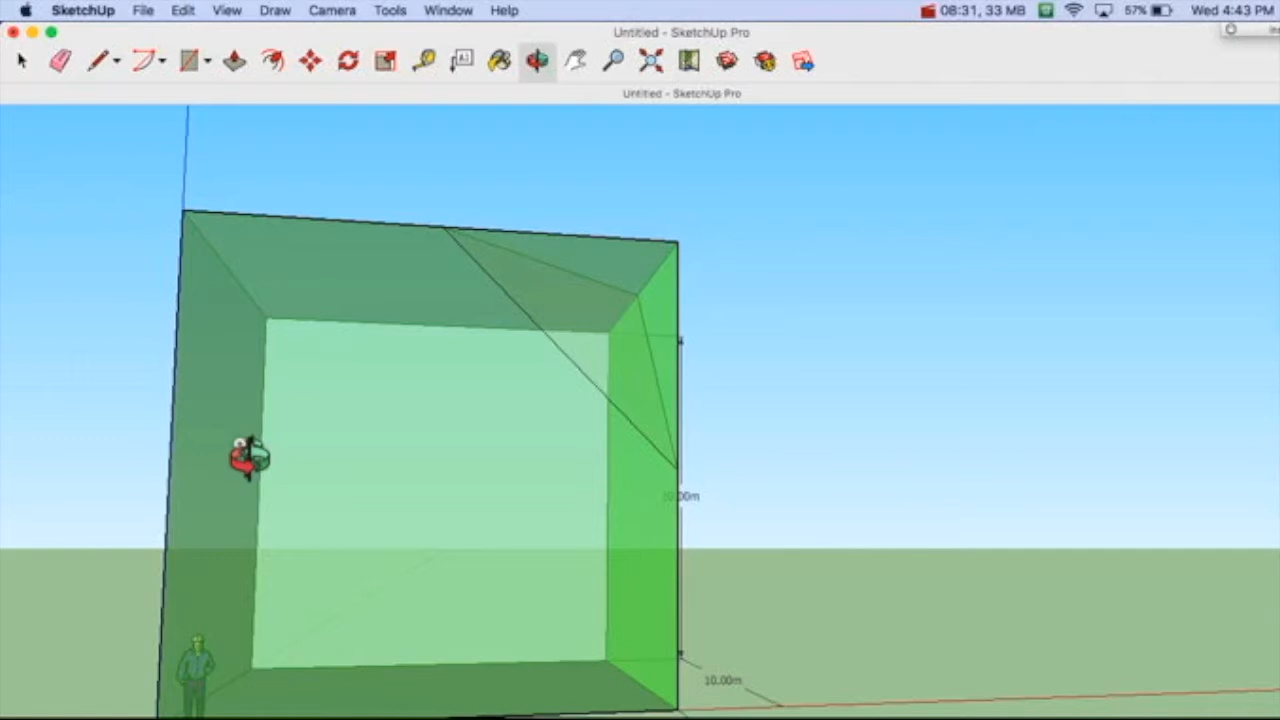 SketchUp File Edit View Draw Camera Tools Window Help 08:31, 33 MB 57% Wed 4:43 PM
Untitled - SketchUp Pro
A1
Untitled - SketchUp Pro
10.00m